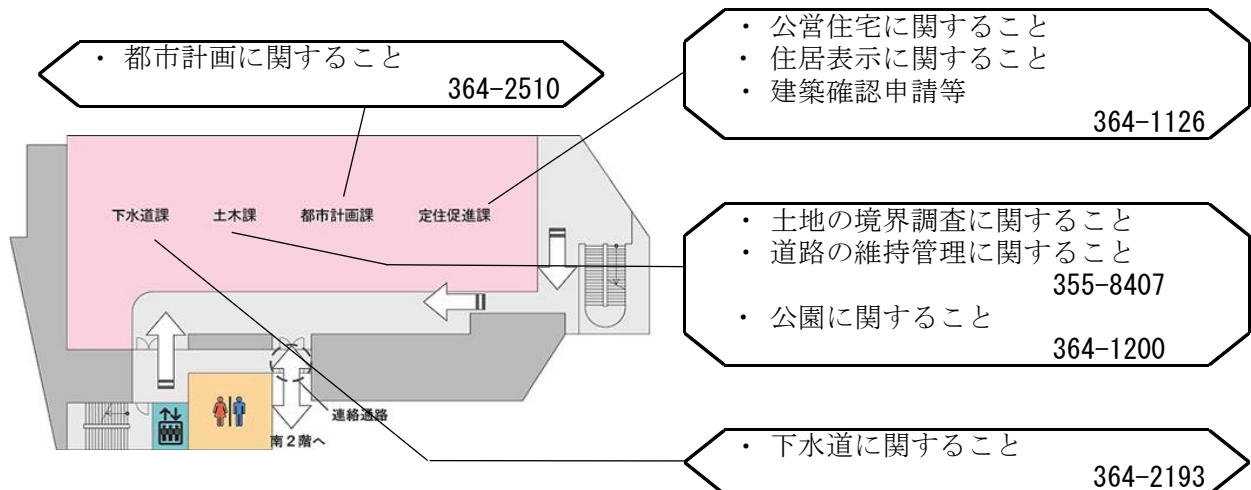 ・ 都市計画に関すること
364-2510
・ 公営住宅に関すること
・ 住居表示に関すること
・ 建築確認申請等
364-1126
下水道課
土木課
都市計画課
定住促進課
・ 土地の境界調査に関すること
・ 道路の維持管理に関すること
355-8407
・ 公園に関すること
364-1200
連絡通路
南２階へ
・ 下水道に関すること
364-2193